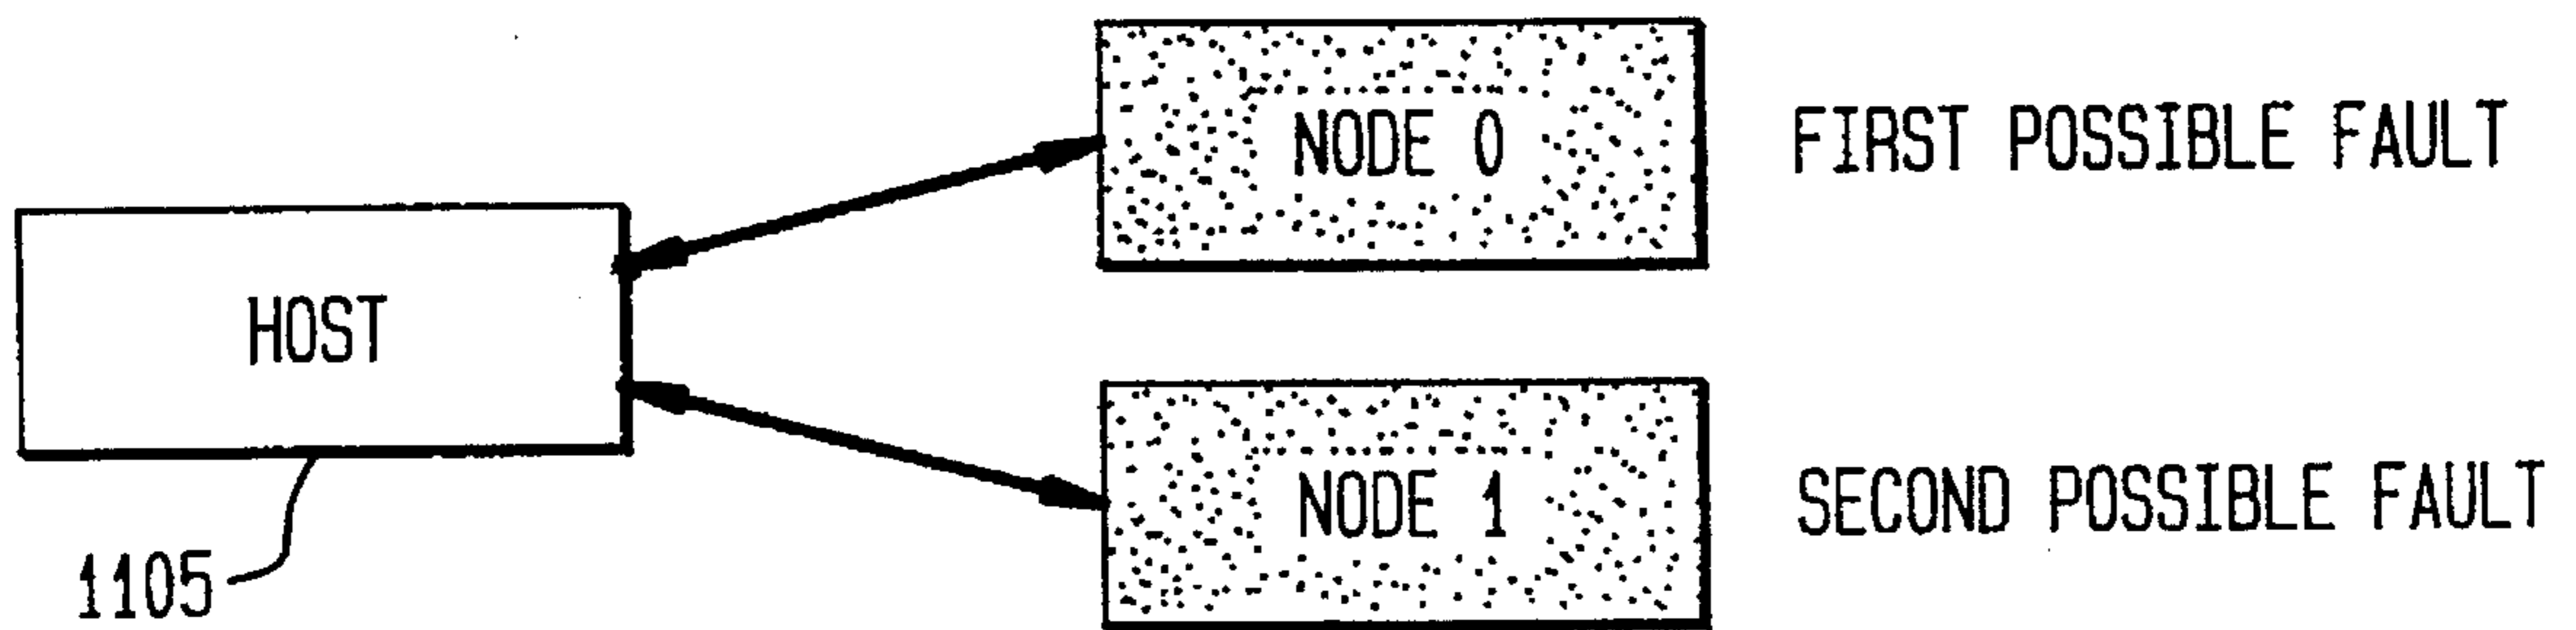 NODE 0
FIRST POSSIBLE FAULT
HOST
NODE 1
SECOND POSSIBLE FAULT
1105